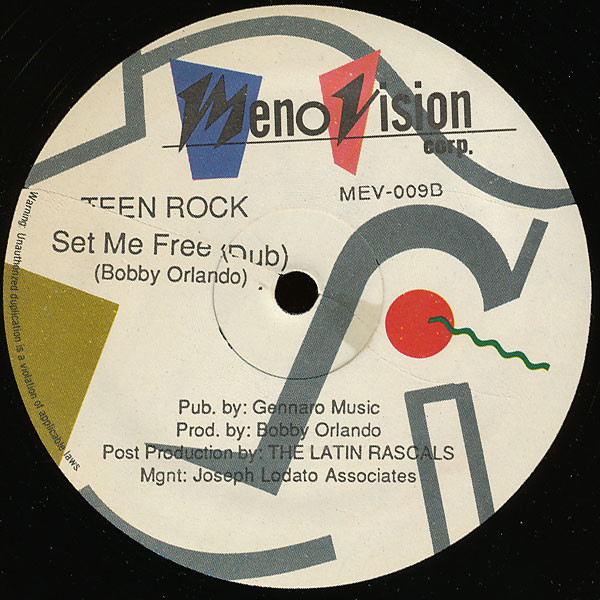 MenoVision
corp.
MEV-009B
TEEN ROCK
Set Me Free (Dub)
(Bobby Orlando)
Warning: Unauthorized duplication is a violation of applicable laws.
Pub. by: Gennaro Music
Prod. by: Bobby Orlando
Post Production by: THE LATIN RASCALS
Mgnt: Joseph Lodato Associates